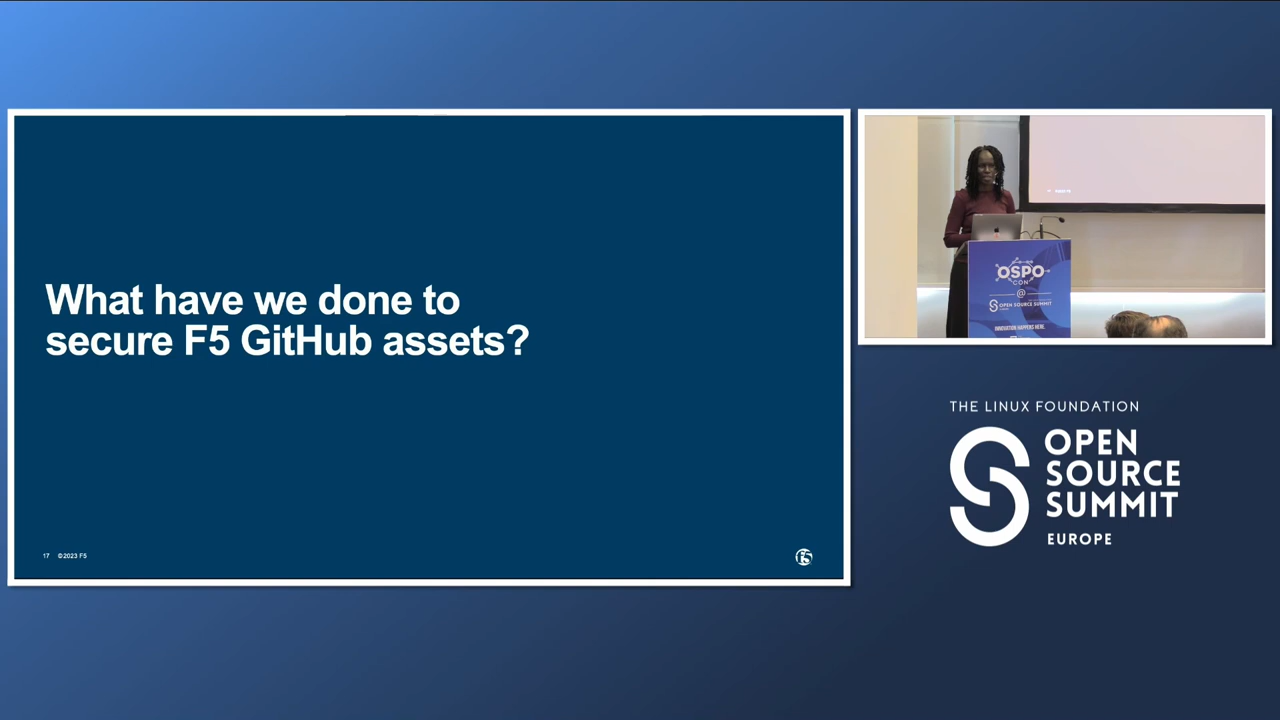 What have we done to
secure F5 GitHub assets?
17 ©2023 F5
f5
OSPO
CON
@
OPEN SOURCE SUMMIT
INNOVATION HAPPENS HERE.
THE LINUX FOUNDATION
OPEN
SOURCE
SUMMIT
EUROPE